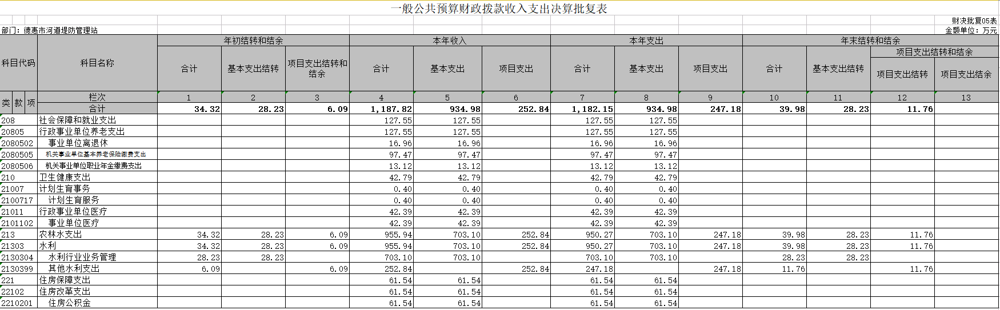 一般公共预算财政拨款收入支出决算批复表
财决批复05表
部门：德惠市河道堤防管理站 金额单位：万元
科目代码 科目名称 年初结转和结余 本年收入 本年支出 年末结转和结余
合计 基本支出结转 项目支出结转和结余 合计 基本支出 项目支出 合计 基本支出 项目支出 合计 基本支出结转 项目支出结转和结余
项目支出结转 项目支出结余
类 款 项 栏次 1 2 3 4 5 6 7 8 9 10 11 12 13
合计 34.32 28.23 6.09 1,187.82 934.98 252.84 1,182.15 934.98 247.18 39.98 28.23 11.76
208 社会保障和就业支出 127.55 127.55 127.55 127.55
20805 行政事业单位养老支出 127.55 127.55 127.55 127.55
2080502 事业单位离退休 16.96 16.96 16.96 16.96
2080505 机关事业单位基本养老保险缴费支出 97.47 97.47 97.47 97.47
2080506 机关事业单位职业年金缴费支出 13.12 13.12 13.12 13.12
210 卫生健康支出 42.79 42.79 42.79 42.79
21007 计划生育事务 0.40 0.40 0.40 0.40
2100717 计划生育服务 0.40 0.40 0.40 0.40
21011 行政事业单位医疗 42.39 42.39 42.39 42.39
2101102 事业单位医疗 42.39 42.39 42.39 42.39
213 农林水支出 34.32 28.23 6.09 955.94 703.10 252.84 950.27 703.10 247.18 39.98 28.23 11.76
21303 水利 34.32 28.23 6.09 955.94 703.10 252.84 950.27 703.10 247.18 39.98 28.23 11.76
2130304 水利行业业务管理 28.23 28.23 703.10 703.10 703.10 703.10 28.23 28.23
2130399 其他水利支出 6.09 6.09 252.84 252.84 247.18 247.18 11.76 11.76
221 住房保障支出 61.54 61.54 61.54 61.54
22102 住房改革支出 61.54 61.54 61.54 61.54
2210201 住房公积金 61.54 61.54 61.54 61.54